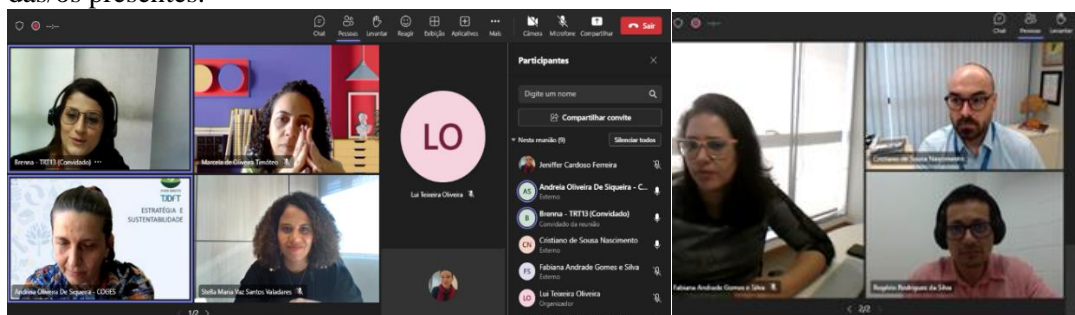 das/os presentes.
Chat Pessoas Levantar Reagir Exibição Aplicativos Mais Câmera Microfone Compartilhar Sair
Brenna - TRT13 (Convidado) ...
Marcela de Oliveira Timóteo
TJDFT
ESTRATÉGIA E
SUSTENTABILIDADE
Andreia Oliveira De Siqueira - COGES
Stella Maria Vaz Santos Valadares
1/2 >
LO
Lui Teixeira Oliveira
Participantes
Digite um nome
Compartilhar convite
Nesta reunião (9) Silenciar todos
Jeniffer Cardoso Ferreira
AS Andreia Oliveira De Siqueira - C...
Externo
B Brenna - TRT13 (Convidado)
Convidado da reunião
CN Cristiano de Sousa Nascimento
Externo
FS Fabiana Andrade Gomes e Silva
Externo
LO Lui Teixeira Oliveira
Organizador
Chat Pessoas Levantar
Fabiana Andrade Gomes e Silva
Cristiano de Sousa Nascimento
Rogério Rodrigues da Silva
< 2/2